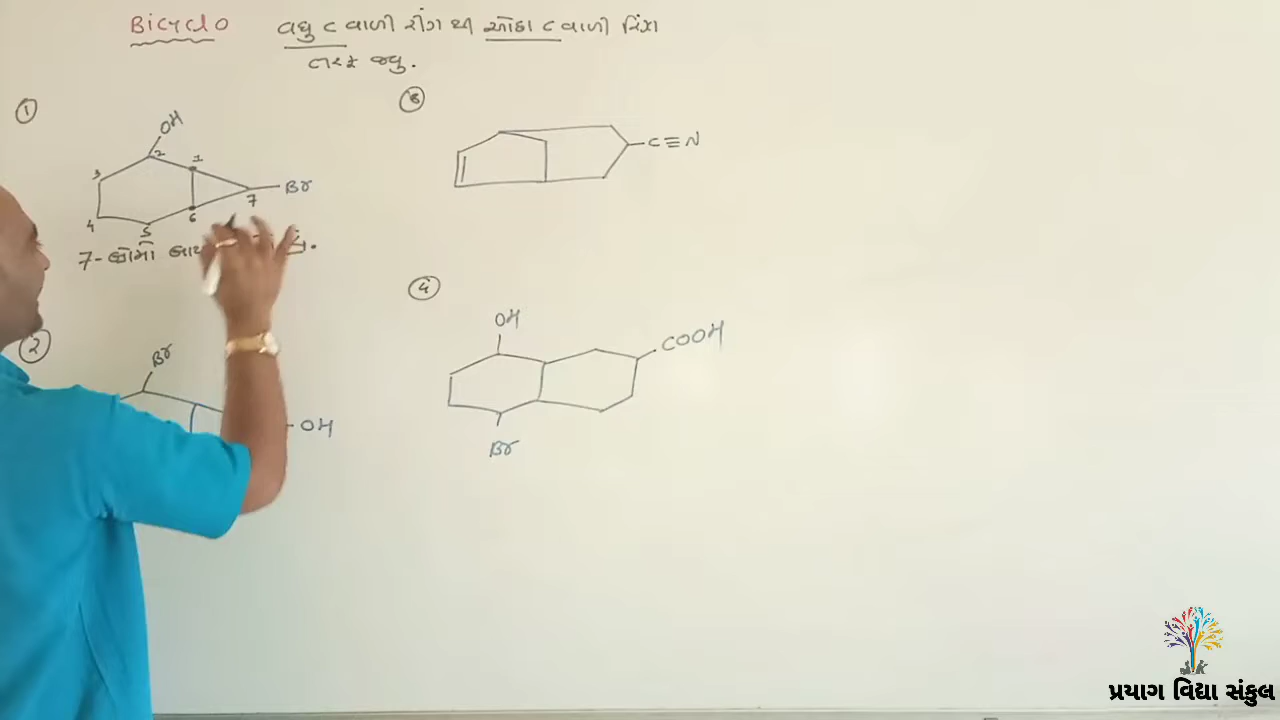 Bicyclo વધુ C વાળી રીંગ થી ઓછા C વાળી રિંગ
તરફ જવુ.
1
OH
2
1
3
Br
7
6
4
5
7-બ્રોમો
2
Br
OH
3
C≡N
4
OH
COOH
Br
પ્રયાગ વિદ્યા સંકુલ